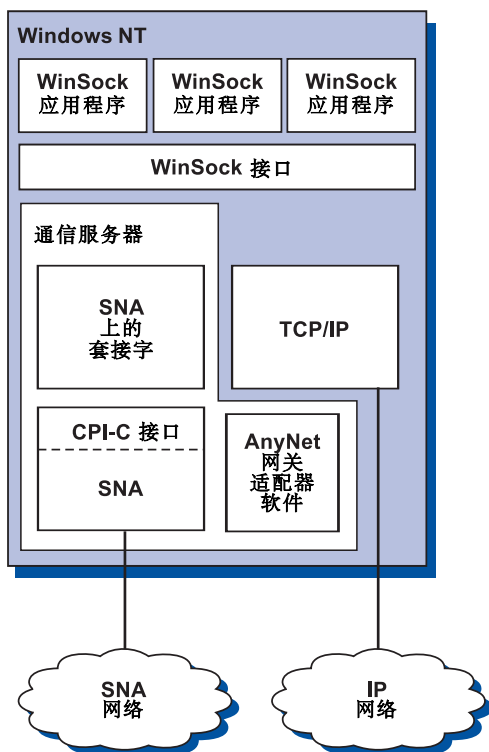 Windows NT
WinSock
应用程序
WinSock
应用程序
WinSock
应用程序
WinSock 接口
通信服务器
SNA
上的
套接字
TCP/IP
CPI-C 接口
SNA
AnyNet
网关
适配器
软件
SNA
网络
IP
网络